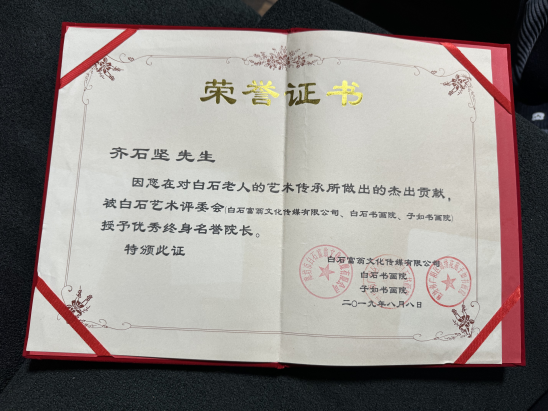 荣誉证书
齐石坚 先生
因您在对白石老人的艺术传承所做出的杰出贡献，
被白石艺术评委会(白石富丽文化传媒有限公司、白石书画院、子如书画院)
授予优秀终身名誉院长。
特颁此证
白石富丽文化传媒有限公司
白石书画院
子如书画院
二〇一九年八月八日